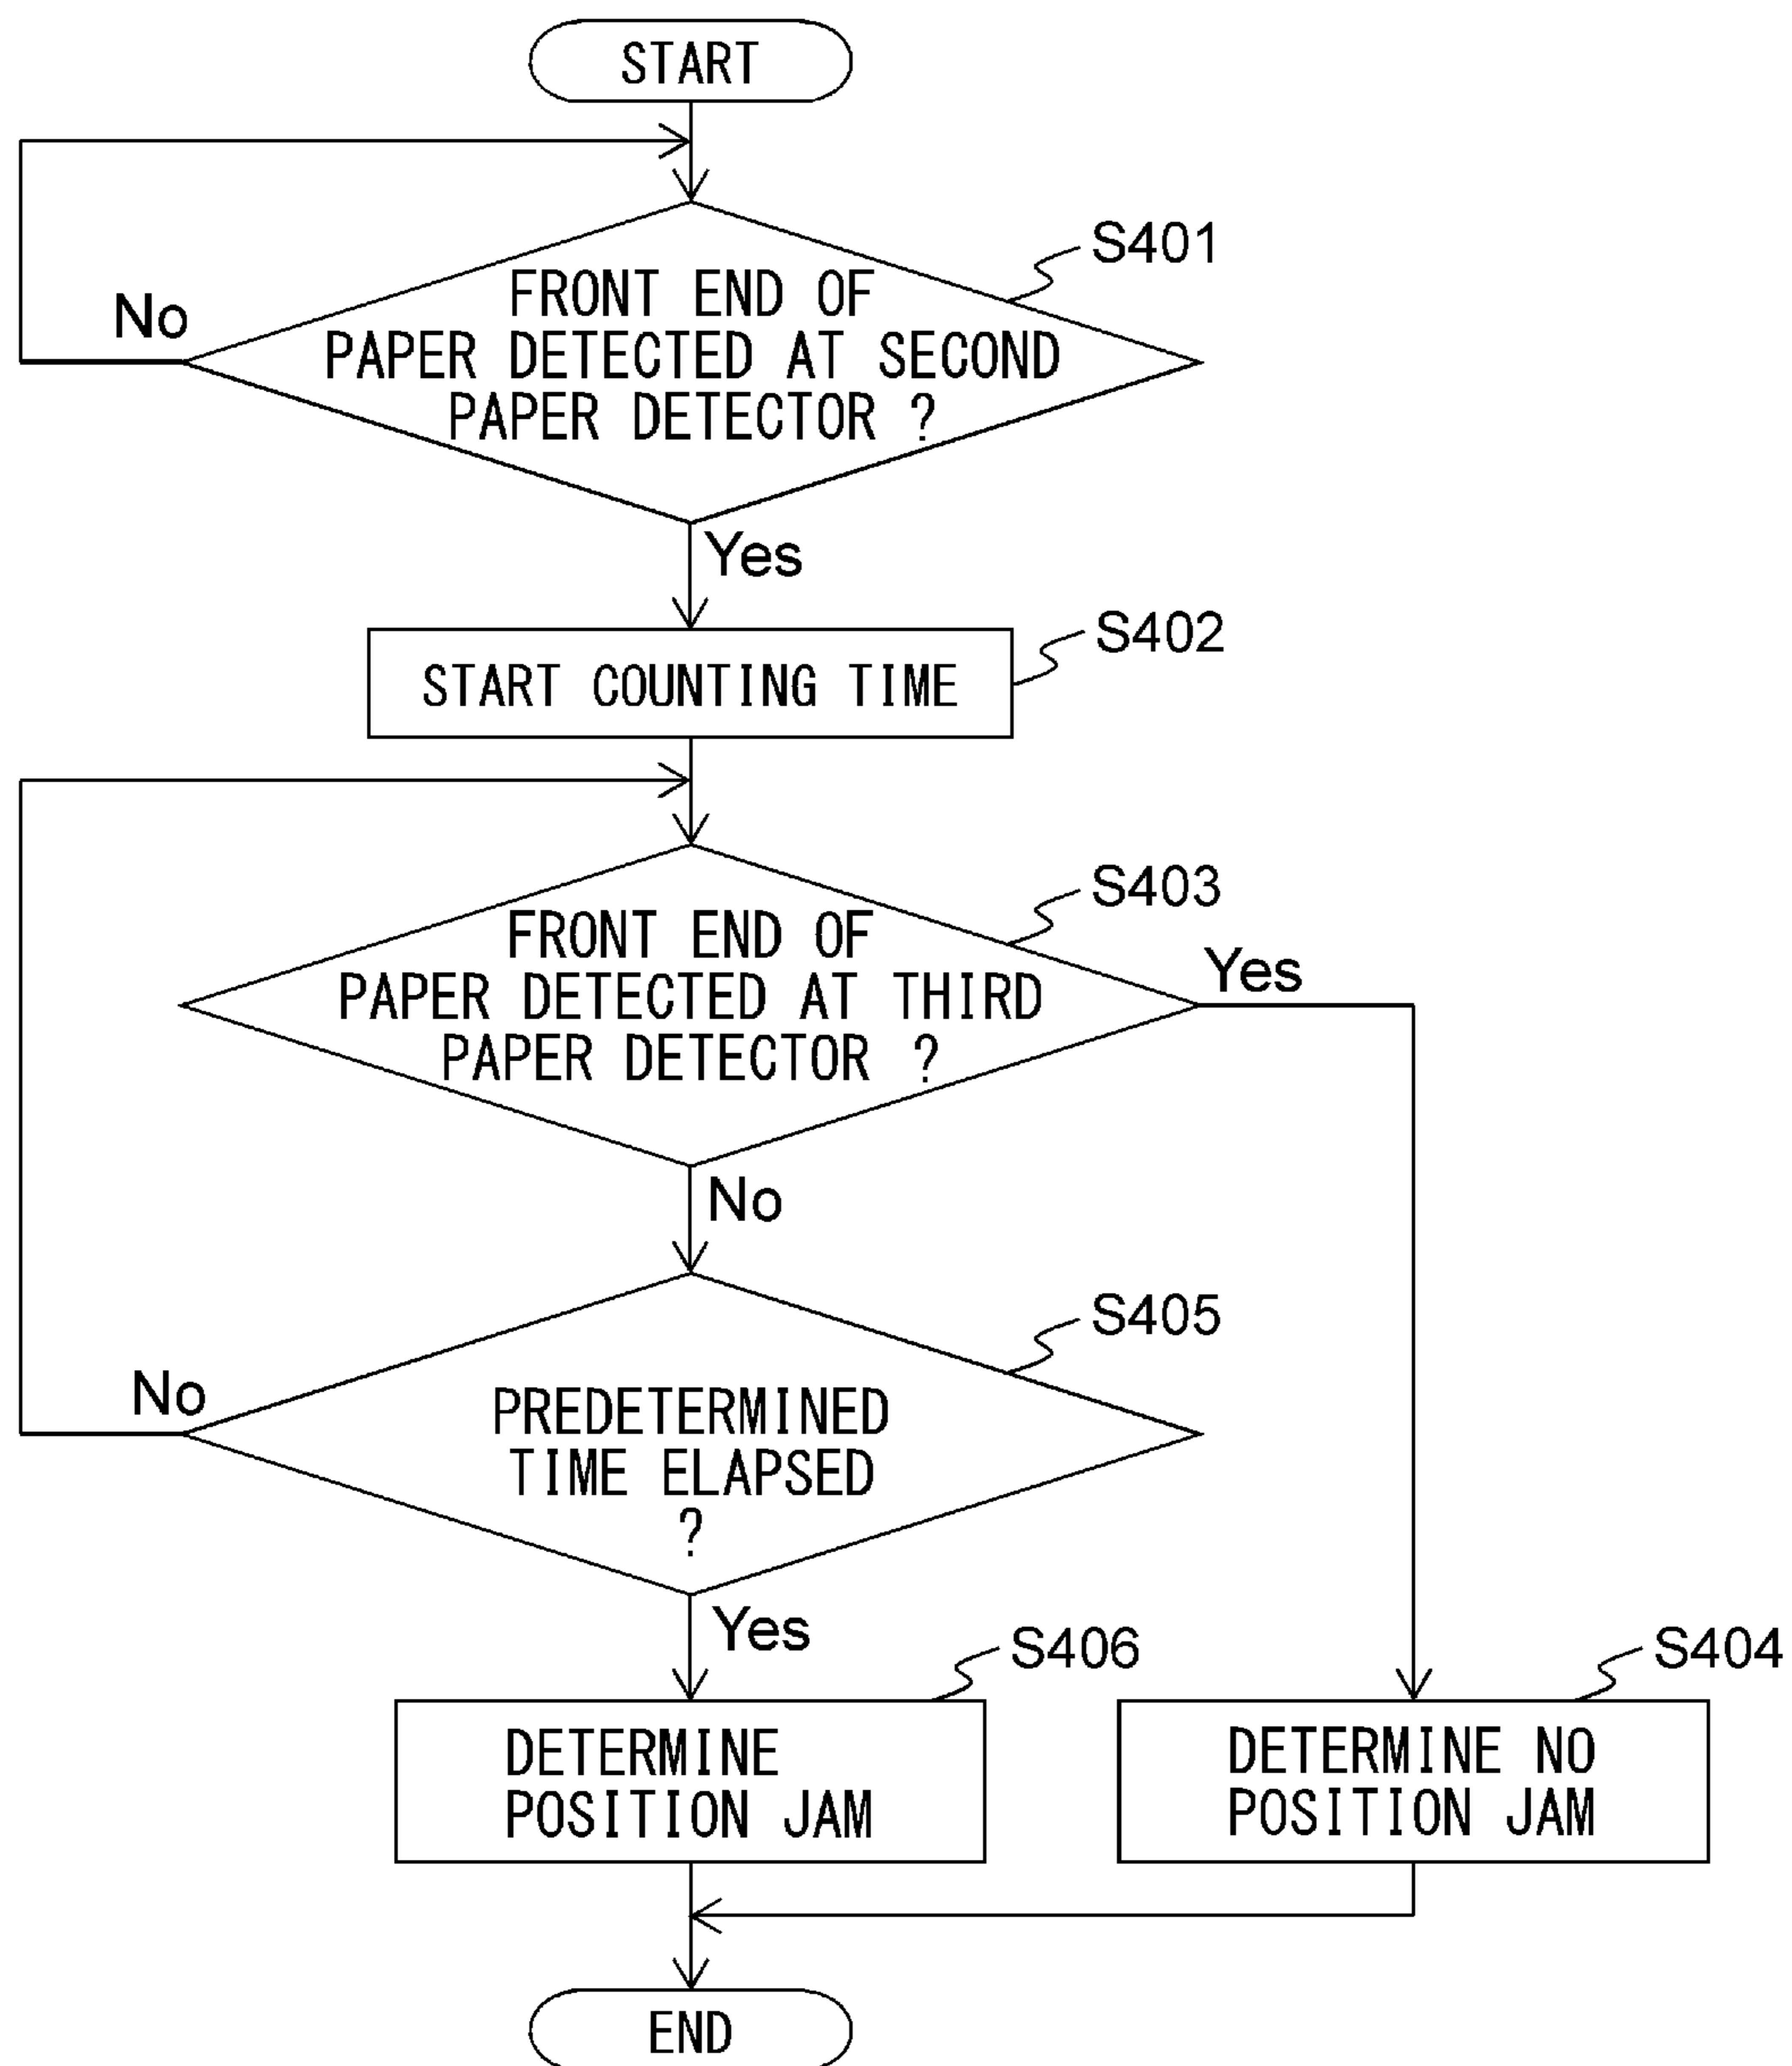 START
S401
FRONT END OF
PAPER DETECTED AT SECOND
PAPER DETECTOR ?
No
Yes
S402
START COUNTING TIME
S403
FRONT END OF
PAPER DETECTED AT THIRD
PAPER DETECTOR ?
Yes
No
S405
PREDETERMINED
TIME ELAPSED
?
No
Yes
S406
DETERMINE
POSITION JAM
S404
DETERMINE NO
POSITION JAM
END